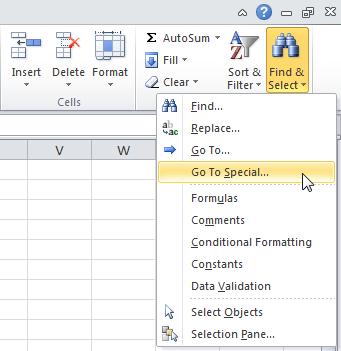 Insert Delete Format
Cells
Σ AutoSum
Fill
Clear
Sort & Filter
Find & Select
Find...
Replace...
Go To...
Go To Special...
Formulas
Comments
Conditional Formatting
Constants
Data Validation
Select Objects
Selection Pane...
V W